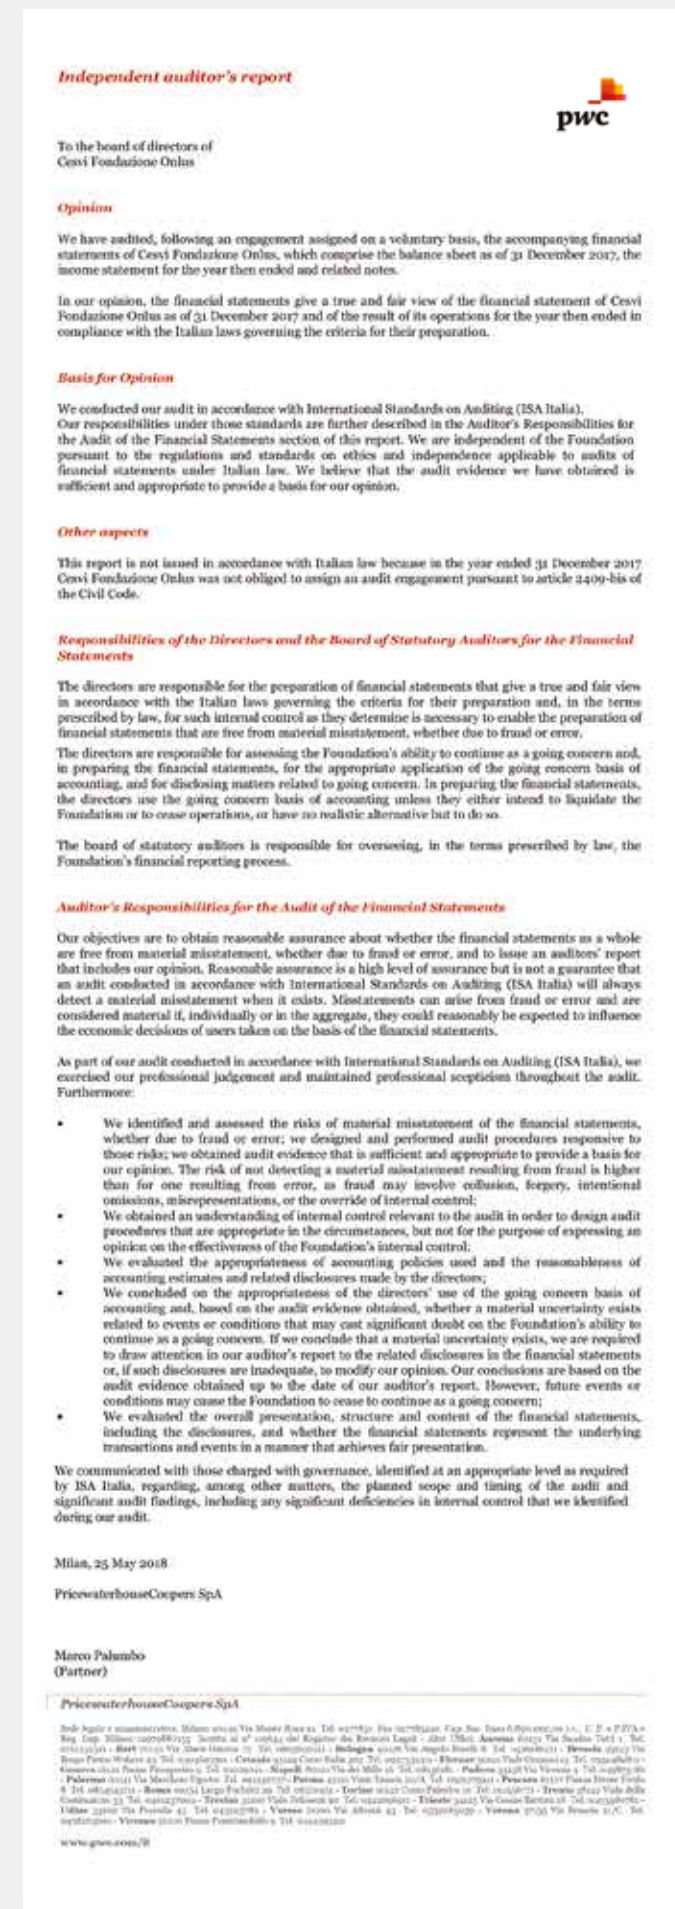 Independent auditor's report
pwc
To the board of directors of
Cesvi Fondazione Onlus
Opinion
We have audited, following an engagement assigned on a voluntary basis, the accompanying financial
statements of Cesvi Fondazione Onlus, which comprise the balance sheet as of 31 December 2017, the
income statement for the year then ended and related notes.
In our opinion, the financial statements give a true and fair view of the financial statement of Cesvi
Fondazione Onlus as of 31 December 2017 and of the result of its operations for the year then ended in
compliance with the Italian laws governing the criteria for their preparation.
Basis for Opinion
We conducted our audit in accordance with International Standards on Auditing (ISA Italia).
Our responsibilities under those standards are further described in the Auditor's Responsibilities for
the Audit of the Financial Statements section of this report. We are independent of the Foundation
pursuant to the regulations and standards on ethics and independence applicable to audits of
financial statements under Italian law. We believe that the audit evidence we have obtained is
sufficient and appropriate to provide a basis for our opinion.
Other aspects
This report is not issued in accordance with Italian law because in the year ended 31 December 2017
Cesvi Fondazione Onlus was not obliged to assign an audit engagement pursuant to article 2409-bis of
the Civil Code.
Responsibilities of the Directors and the Board of Statutory Auditors for the Financial
Statements
The directors are responsible for the preparation of financial statements that give a true and fair view
in accordance with the Italian laws governing the criteria for their preparation and, in the terms
prescribed by law, for such internal control as they determine is necessary to enable the preparation of
financial statements that are free from material misstatement, whether due to fraud or error.
The directors are responsible for assessing the Foundation's ability to continue as a going concern and,
in preparing the financial statements, for the appropriate application of the going concern basis of
accounting, and for disclosing matters related to going concern. In preparing the financial statements,
the directors use the going concern basis of accounting unless they either intend to liquidate the
Foundation or to cease operations, or have no realistic alternative but to do so.
The board of statutory auditors is responsible for overseeing, in the terms prescribed by law, the
Foundation's financial reporting process.
Auditor's Responsibilities for the Audit of the Financial Statements
Our objectives are to obtain reasonable assurance about whether the financial statements as a whole
are free from material misstatement, whether due to fraud or error, and to issue an auditors' report
that includes our opinion. Reasonable assurance is a high level of assurance but is not a guarantee that
an audit conducted in accordance with International Standards on Auditing (ISA Italia) will always
detect a material misstatement when it exists. Misstatements can arise from fraud or error and are
considered material if, individually or in the aggregate, they could reasonably be expected to influence
the economic decisions of users taken on the basis of the financial statements.
As part of our audit conducted in accordance with International Standards on Auditing (ISA Italia), we
exercised our professional judgement and maintained professional scepticism throughout the audit.
Furthermore:
• We identified and assessed the risks of material misstatement of the financial statements,
whether due to fraud or error; we designed and performed audit procedures responsive to
those risks; we obtained audit evidence that is sufficient and appropriate to provide a basis for
our opinion. The risk of not detecting a material misstatement resulting from fraud is higher
than for one resulting from error, as fraud may involve collusion, forgery, intentional
omissions, misrepresentations, or the override of internal control;
• We obtained an understanding of internal control relevant to the audit in order to design audit
procedures that are appropriate in the circumstances, but not for the purpose of expressing an
opinion on the effectiveness of the Foundation's internal control;
• We evaluated the appropriateness of accounting policies used and the reasonableness of
accounting estimates and related disclosures made by the directors;
• We concluded on the appropriateness of the directors' use of the going concern basis of
accounting and, based on the audit evidence obtained, whether a material uncertainty exists
related to events or conditions that may cast significant doubt on the Foundation's ability to
continue as a going concern. If we conclude that a material uncertainty exists, we are required
to draw attention in our auditor's report to the related disclosures in the financial statements
or, if such disclosures are inadequate, to modify our opinion. Our conclusions are based on the
audit evidence obtained up to the date of our auditor's report. However, future events or
conditions may cause the Foundation to cease to continue as a going concern;
• We evaluated the overall presentation, structure and content of the financial statements,
including the disclosures, and whether the financial statements represent the underlying
transactions and events in a manner that achieves fair presentation.
We communicated with those charged with governance, identified at an appropriate level as required
by ISA Italia, regarding, among other matters, the planned scope and timing of the audit and
significant audit findings, including any significant deficiencies in internal control that we identified
during our audit.
Milan, 25 May 2018
PricewaterhouseCoopers SpA
Marco Palumbo
(Partner)
PricewaterhouseCoopers SpA
www.pwc.com/it